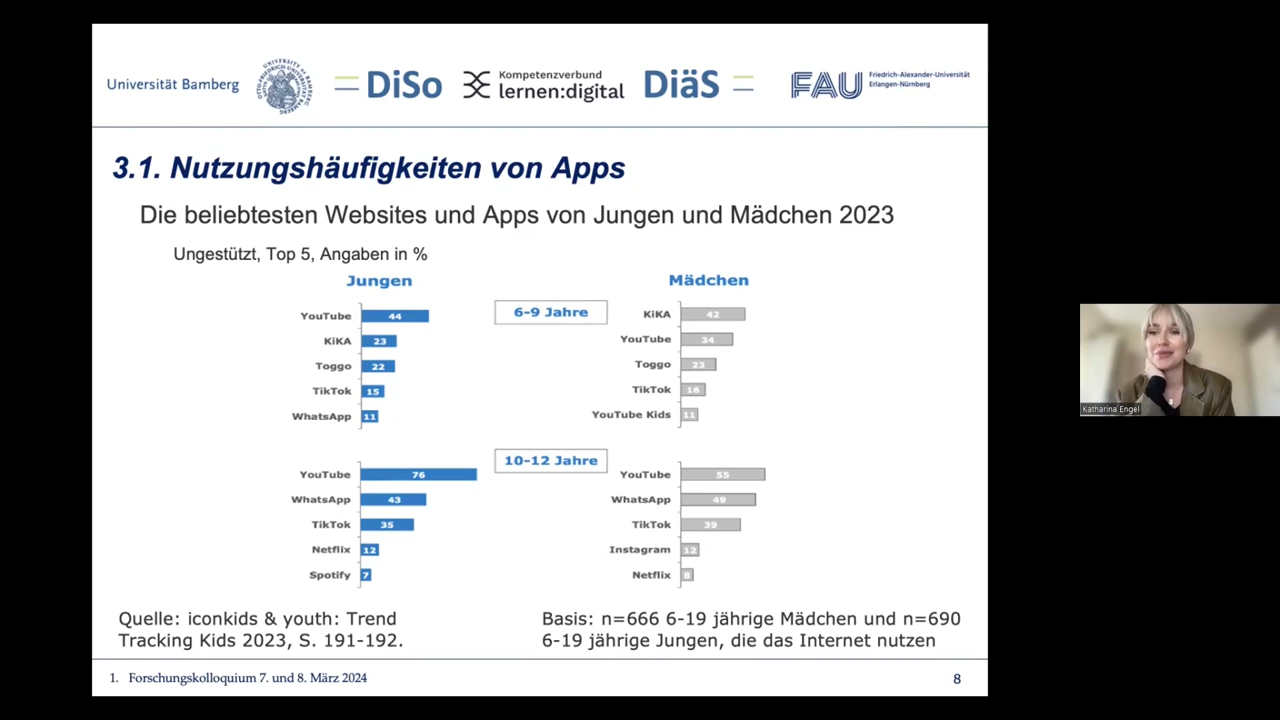 Universität Bamberg
DiSo
Kompetenzverbund
lernen:digital
DiäS
FAU
Friedrich-Alexander-Universität
Erlangen-Nürnberg
3.1. Nutzungshäufigkeiten von Apps
Die beliebtesten Websites und Apps von Jungen und Mädchen 2023
Ungestützt, Top 5, Angaben in %
Jungen
Mädchen
6-9 Jahre
YouTube 44
KiKA 23
Toggo 22
TikTok 15
WhatsApp 11
KiKA 42
YouTube 34
Toggo 23
TikTok 16
YouTube Kids 11
10-12 Jahre
YouTube 76
WhatsApp 43
TikTok 35
Netflix 12
Spotify 7
YouTube 55
WhatsApp 49
TikTok 39
Instagram 12
Netflix 8
Quelle: iconkids & youth: Trend
Tracking Kids 2023, S. 191-192.
Basis: n=666 6-19 jährige Mädchen und n=690
6-19 jährige Jungen, die das Internet nutzen
1. Forschungskolloquium 7. und 8. März 2024
8
Katharina Engel